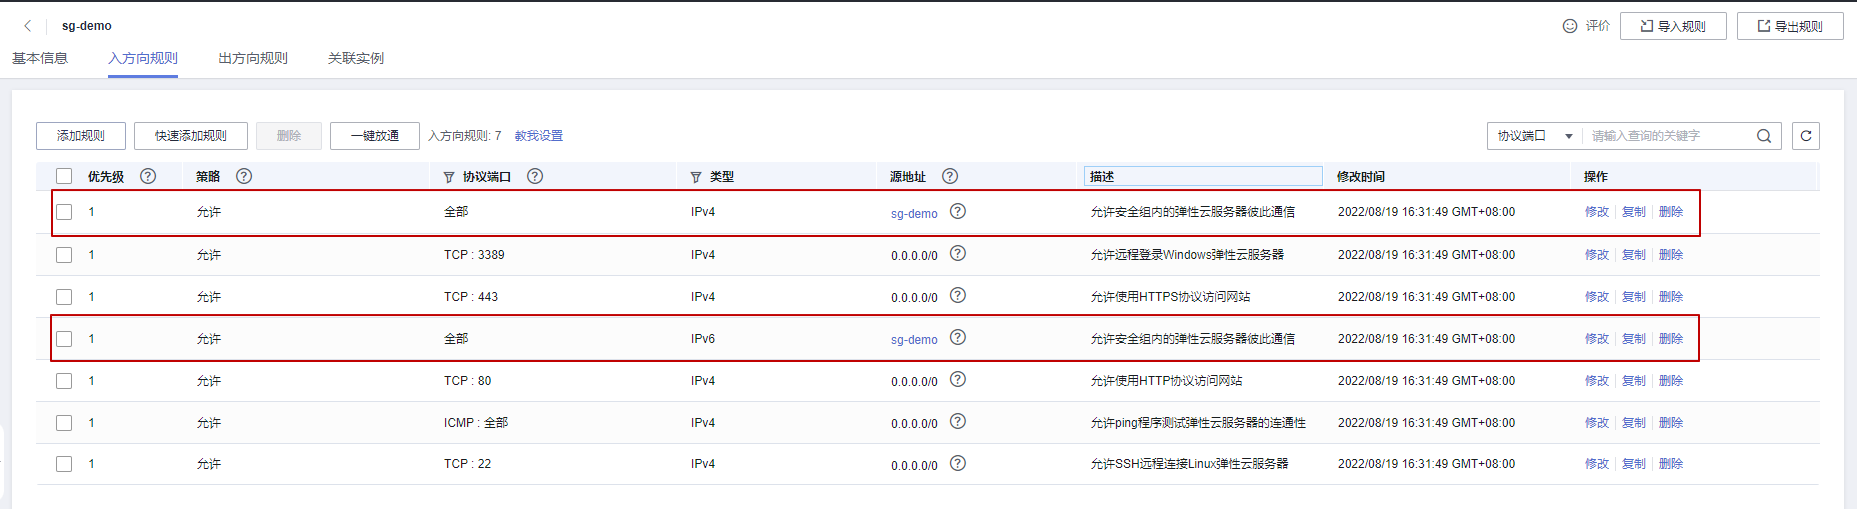 sg-demo 评价 导入规则 导出规则
基本信息 入方向规则 出方向规则 关联实例
添加规则 快速添加规则 删除 一键放通 入方向规则: 7 教我设置 协议端口 请输入查询的关键字
优先级 策略 协议端口 类型 源地址 描述 修改时间 操作
1 允许 全部 IPv4 sg-demo 允许安全组内的弹性云服务器彼此通信 2022/08/19 16:31:49 GMT+08:00 修改 复制 删除
1 允许 TCP : 3389 IPv4 0.0.0.0/0 允许远程登录Windows弹性云服务器 2022/08/19 16:31:49 GMT+08:00 修改 复制 删除
1 允许 TCP : 443 IPv4 0.0.0.0/0 允许使用HTTPS协议访问网站 2022/08/19 16:31:49 GMT+08:00 修改 复制 删除
1 允许 全部 IPv6 sg-demo 允许安全组内的弹性云服务器彼此通信 2022/08/19 16:31:49 GMT+08:00 修改 复制 删除
1 允许 TCP : 80 IPv4 0.0.0.0/0 允许使用HTTP协议访问网站 2022/08/19 16:31:49 GMT+08:00 修改 复制 删除
1 允许 ICMP : 全部 IPv4 0.0.0.0/0 允许ping程序测试弹性云服务器的连通性 2022/08/19 16:31:49 GMT+08:00 修改 复制 删除
1 允许 TCP : 22 IPv4 0.0.0.0/0 允许SSH远程连接Linux弹性云服务器 2022/08/19 16:31:49 GMT+08:00 修改 复制 删除